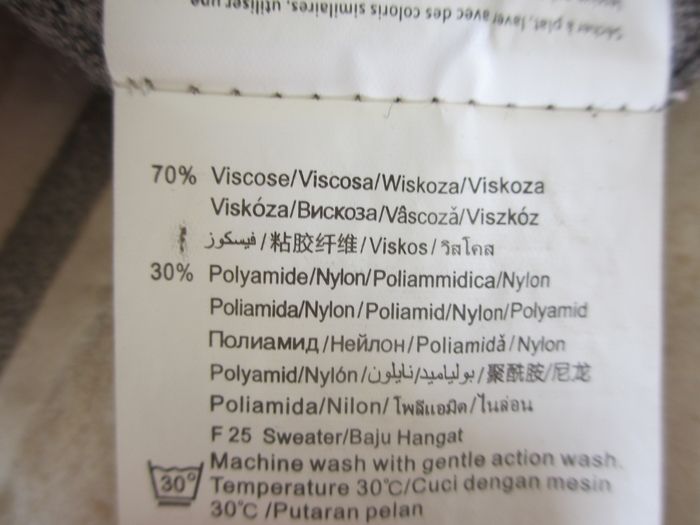 Sécher à plat, laver avec des coloris similaires, utiliser une
70% Viscose/Viscosa/Wiskoza/Viskoza
Viskóza/Вискоза/Vâscoză/Viszkóz
فيسكوز/粘胶纤维/Viskos/วิสโคส
30% Polyamide/Nylon/Poliammidica/Nylon
Poliamida/Nylon/Poliamid/Nylon/Polyamid
Полиамид/Нейлон/Poliamidǎ/Nylon
Polyamid/Nylón/بولياميد/نايلون/聚酰胺/尼龙
Poliamida/Nilon/โพลีแอมิด/ไนล่อน
F 25 Sweater/Baju Hangat
Machine wash with gentle action wash.
30° Temperature 30℃/Cuci dengan mesin
30℃ /Putaran pelan